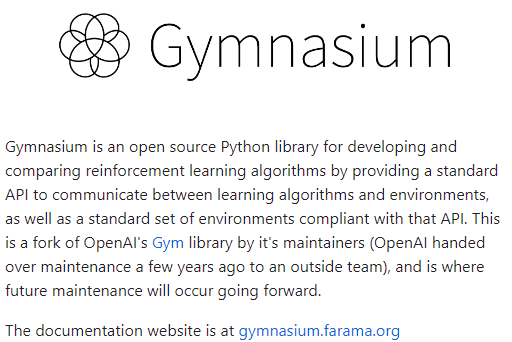 Gymnasium
Gymnasium is an open source Python library for developing and
comparing reinforcement learning algorithms by providing a standard
API to communicate between learning algorithms and environments,
as well as a standard set of environments compliant with that API. This
is a fork of OpenAI's Gym library by it's maintainers (OpenAI handed
over maintenance a few years ago to an outside team), and is where
future maintenance will occur going forward.
The documentation website is at gymnasium.farama.org